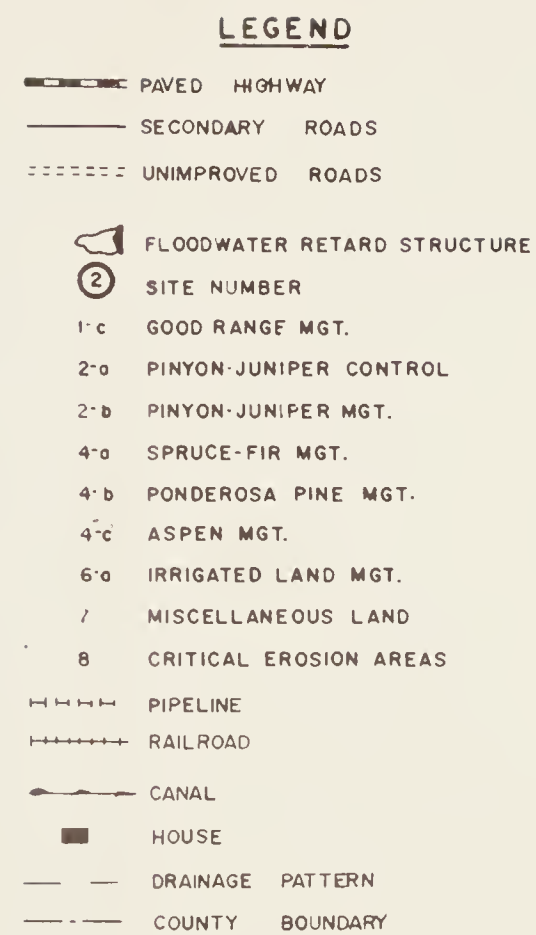 LEGEND
PAVED HIGHWAY
SECONDARY ROADS
UNIMPROVED ROADS
FLOODWATER RETARD STRUCTURE
2 SITE NUMBER
1-c GOOD RANGE MGT.
2-a PINYON-JUNIPER CONTROL
2-b PINYON-JUNIPER MGT.
4-a SPRUCE-FIR MGT.
4-b PONDEROSA PINE MGT.
4-c ASPEN MGT.
6-a IRRIGATED LAND MGT.
MISCELLANEOUS LAND
8 CRITICAL EROSION AREAS
PIPELINE
RAILROAD
CANAL
HOUSE
DRAINAGE PATTERN
COUNTY BOUNDARY